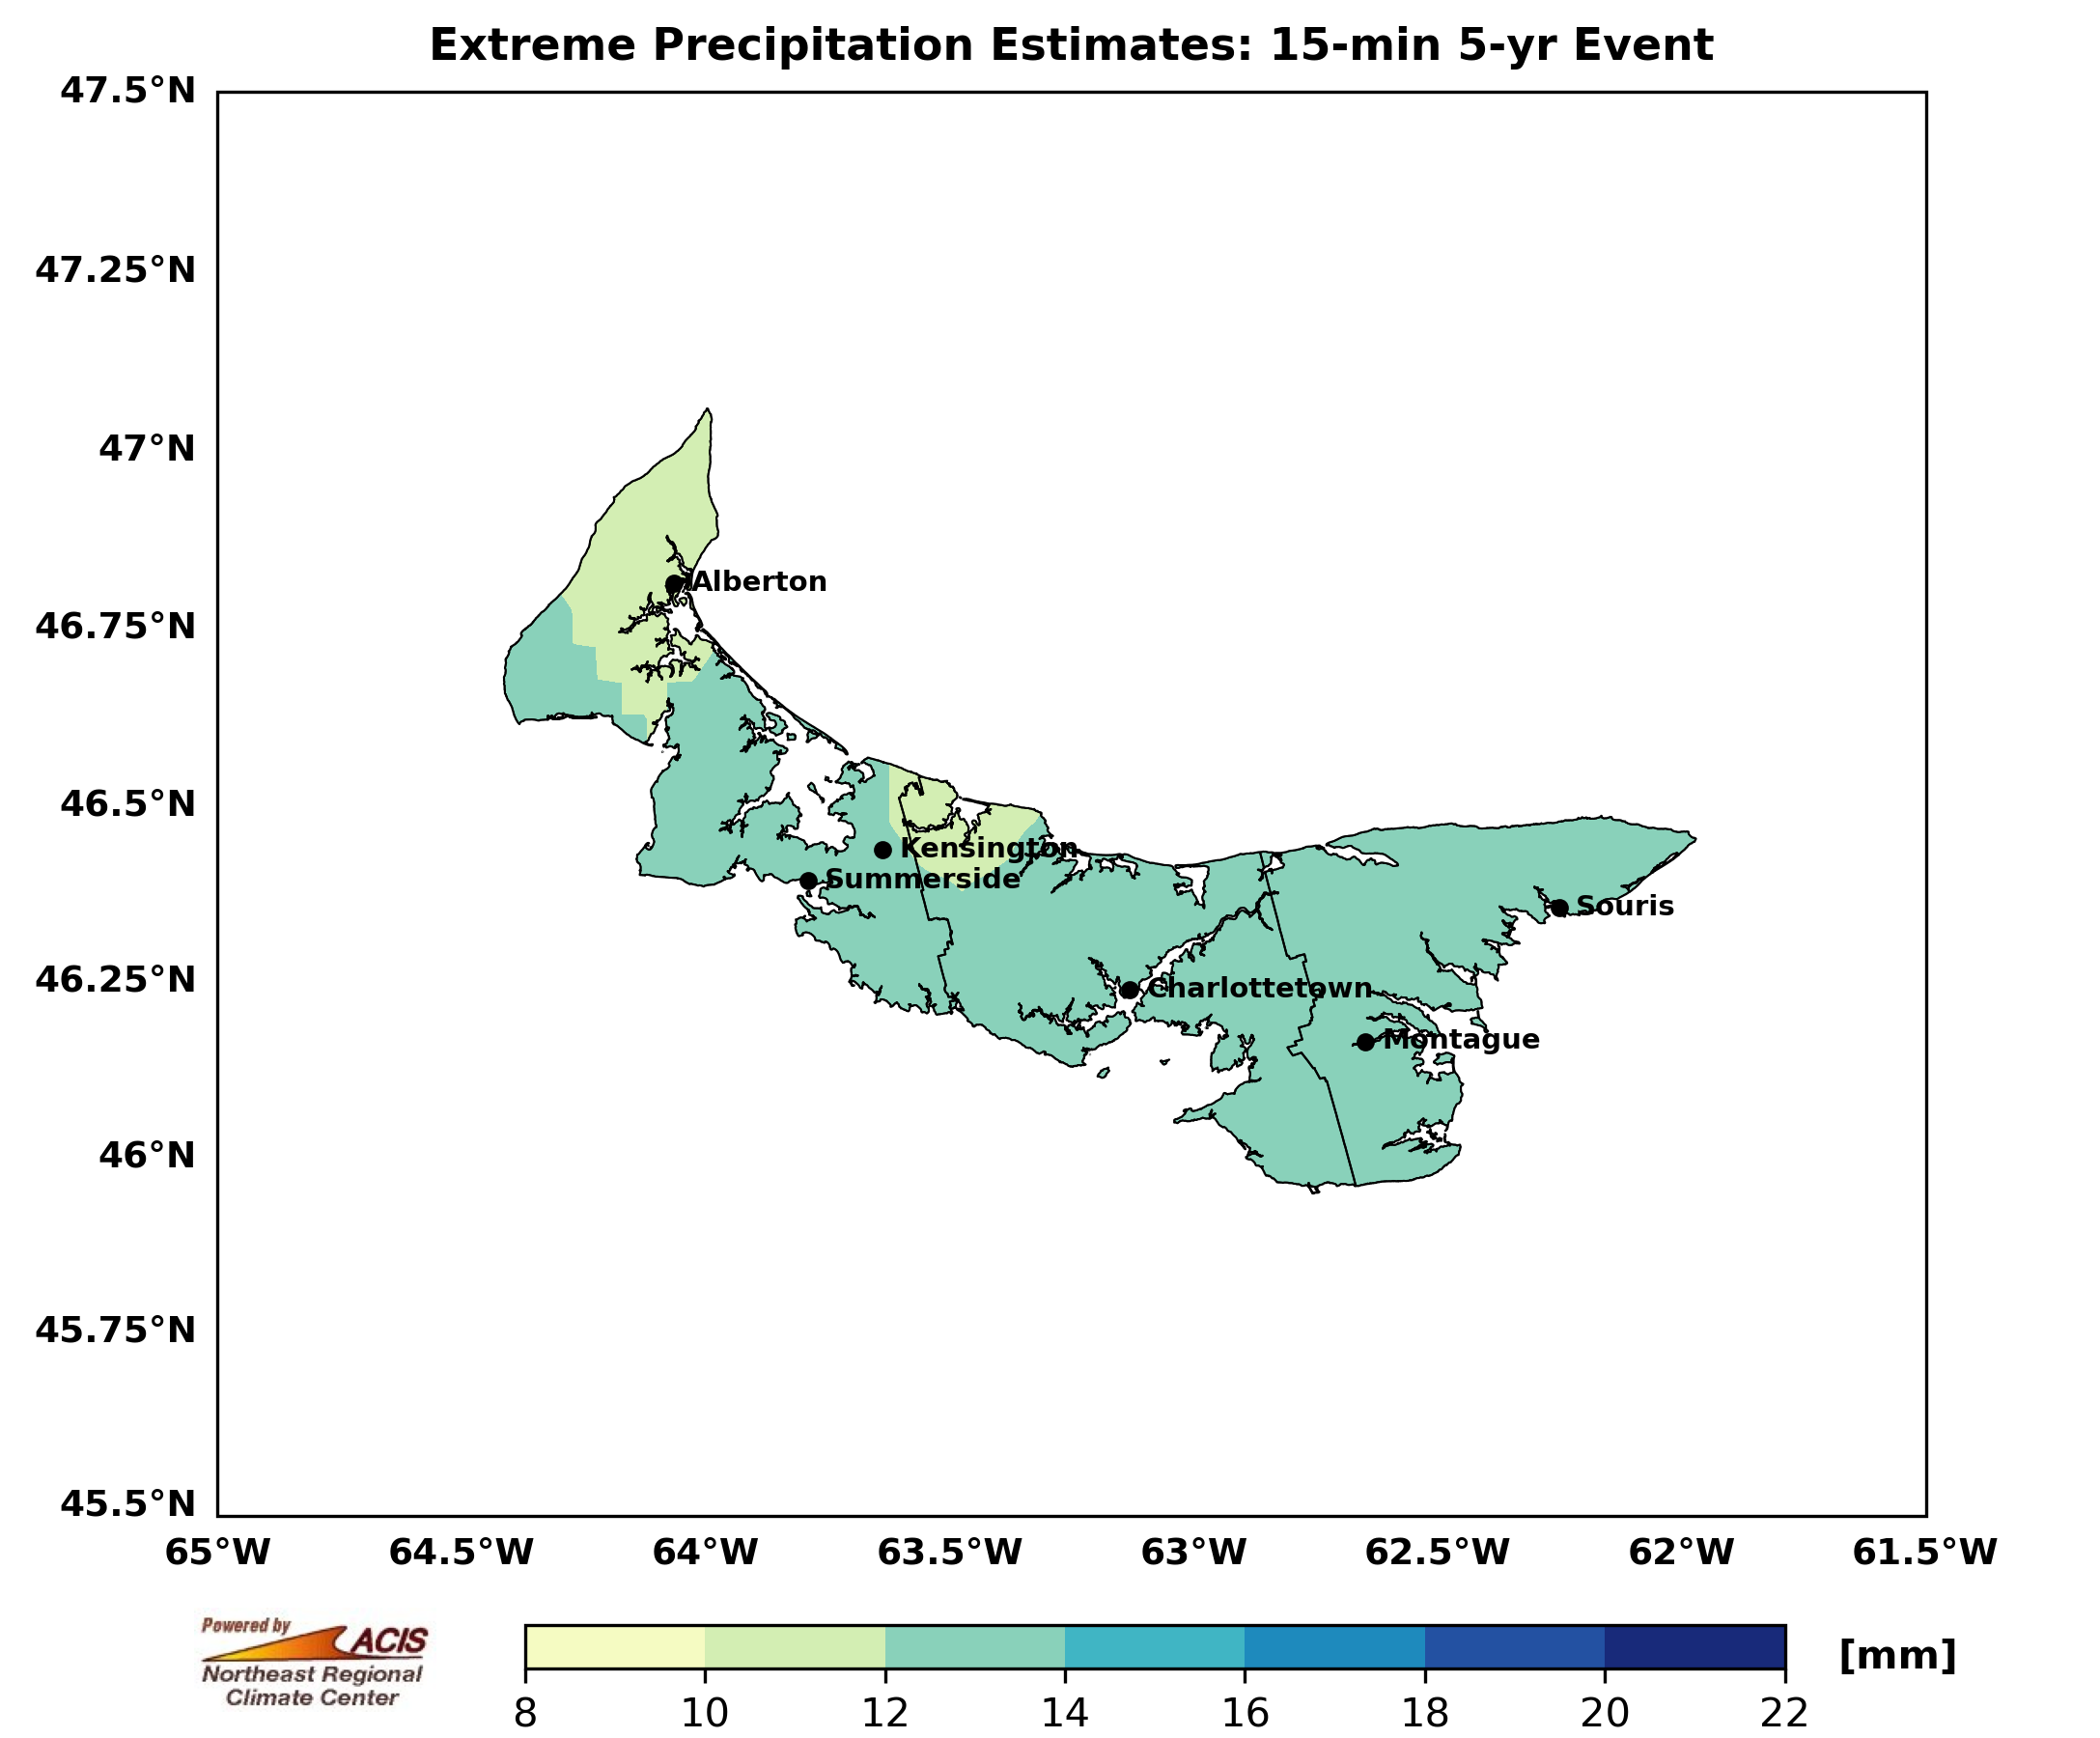 Extreme Precipitation Estimates: 15-min 5-yr Event
47.5°N
47.25°N
47°N
46.75°N
46.5°N
46.25°N
46°N
45.75°N
45.5°N
Alberton
Kensington
Summerside
Souris
Charlottetown
Montague
65°W 64.5°W 64°W 63.5°W 63°W 62.5°W 62°W 61.5°W
Powered by
ACIS
Northeast Regional
Climate Center
[mm]
8 10 12 14 16 18 20 22